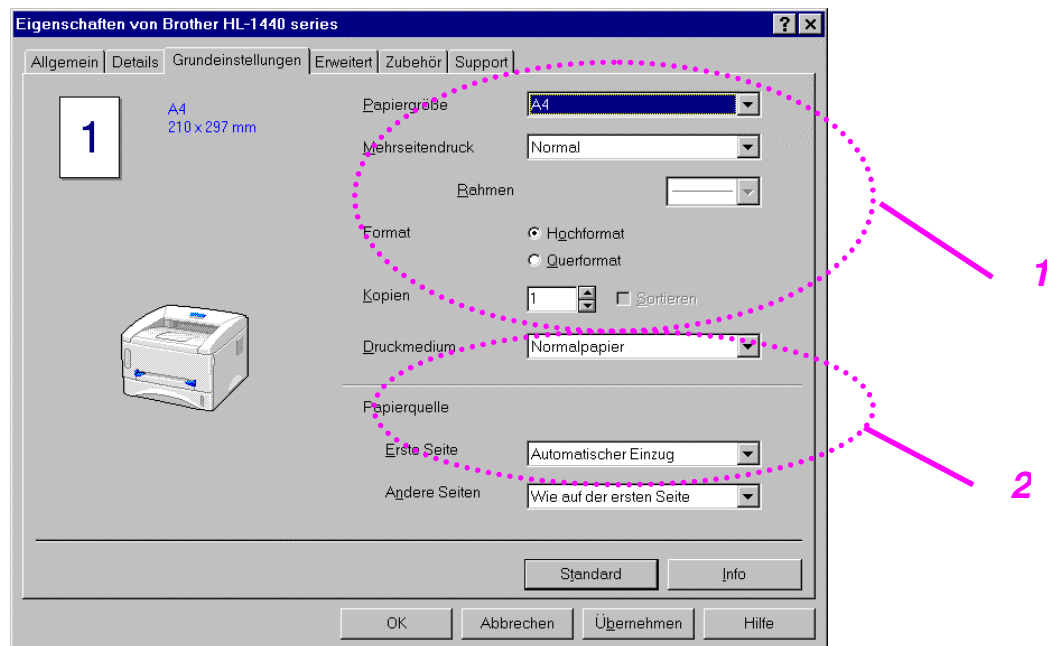 Eigenschaften von Brother HL-1440 series
Allgemein Details Grundeinstellungen Erweitert Zubehör Support
1
A4
210 x 297 mm
Papiergröße A4
Mehrseitendruck Normal
Rahmen
Format Hochformat
Querformat
Kopien 1 Sortieren
Druckmedium Normalpapier
Papierquelle
Erste Seite Automatischer Einzug
Andere Seiten Wie auf der ersten Seite
Standard Info
OK Abbrechen Übernehmen Hilfe
1
2